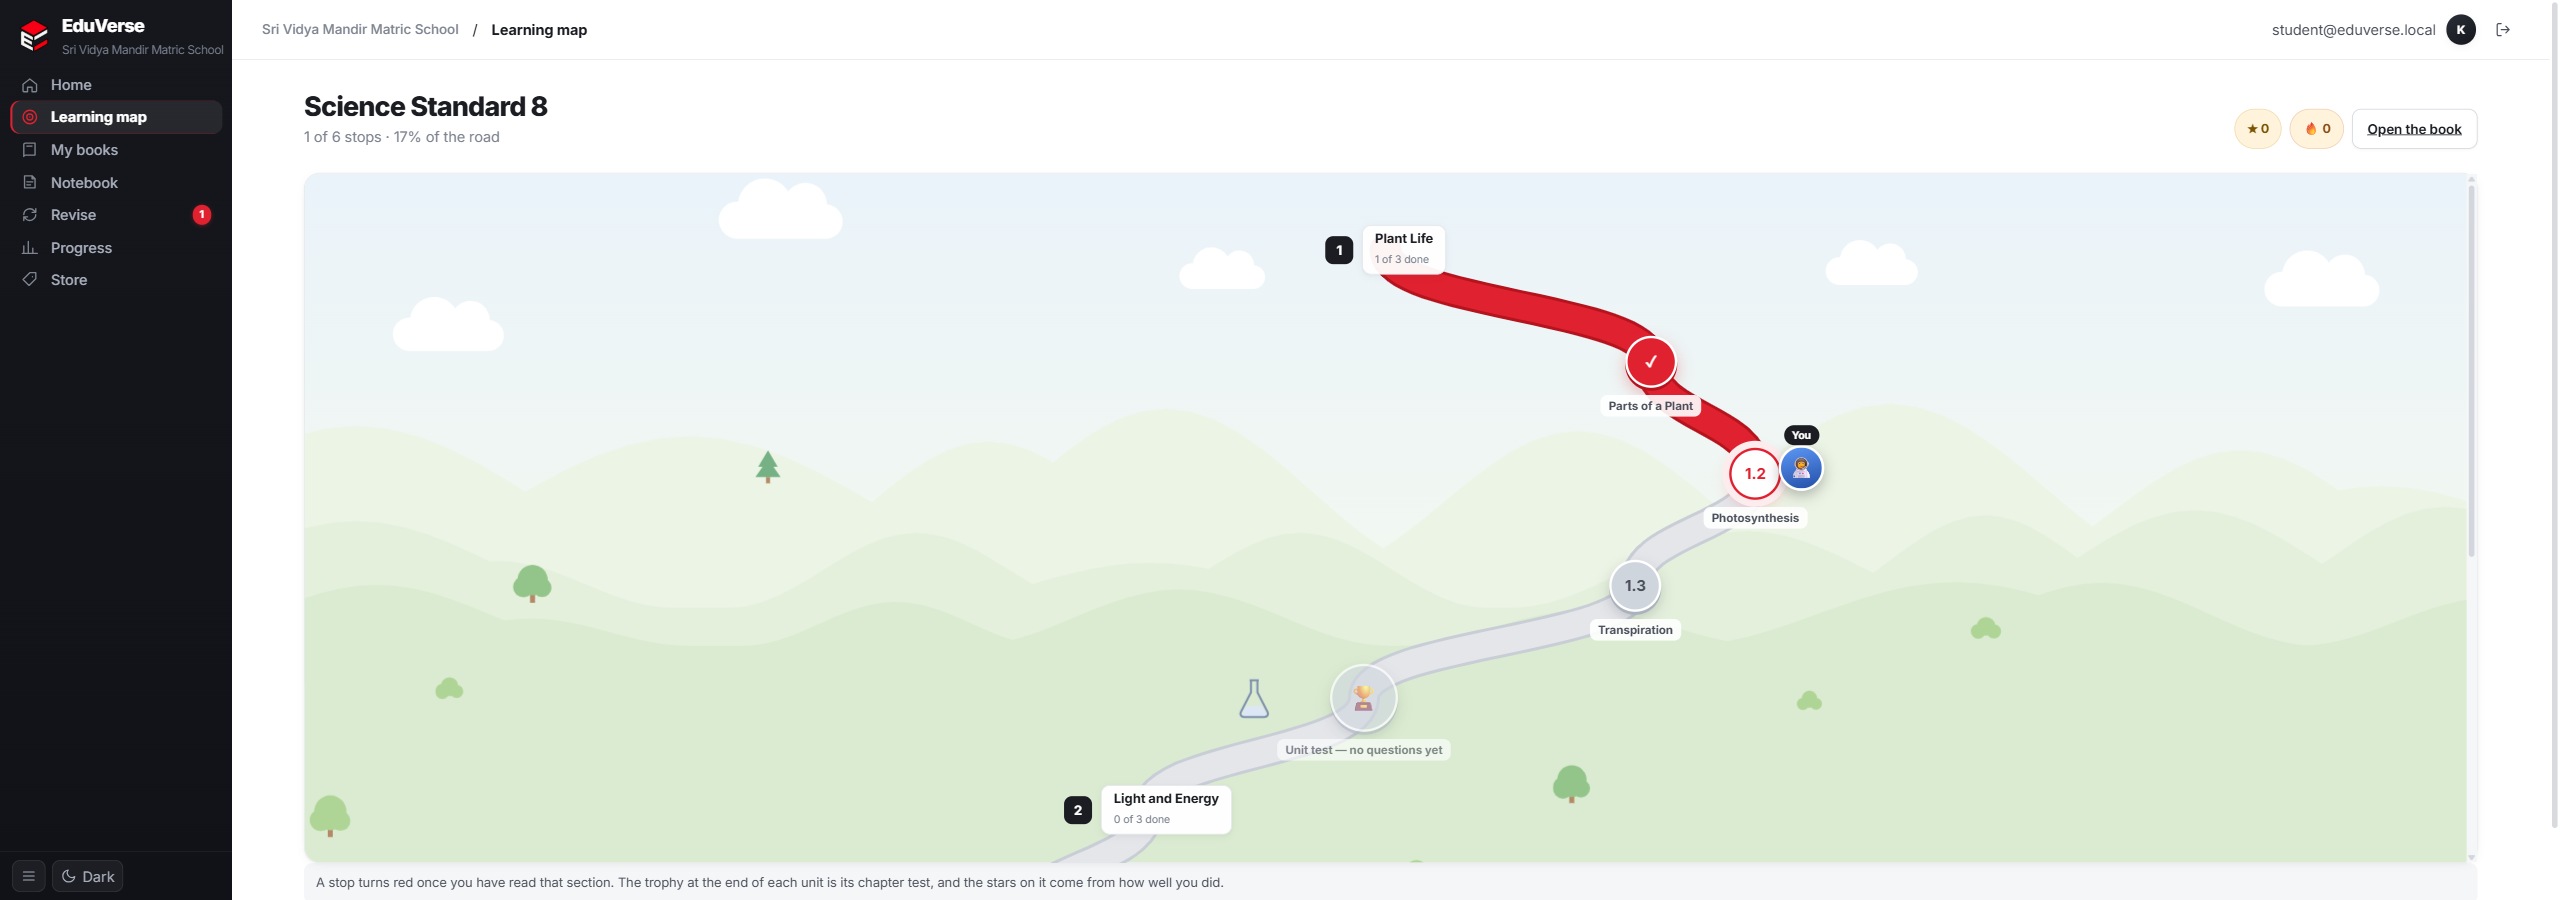 EduVerse
Sri Vidya Mandir Matric School
Home
Learning map
My books
Notebook
Revise
1
Progress
Store
Dark
Sri Vidya Mandir Matric School / Learning map
student@eduverse.local
K
Science Standard 8
1 of 6 stops · 17% of the road
★ 0
0
Open the book
1
Plant Life
1 of 3 done
✓
Parts of a Plant
You
1.2
Photosynthesis
1.3
Transpiration
Unit test — no questions yet
2
Light and Energy
0 of 3 done
A stop turns red once you have read that section. The trophy at the end of each unit is its chapter test, and the stars on it come from how well you did.